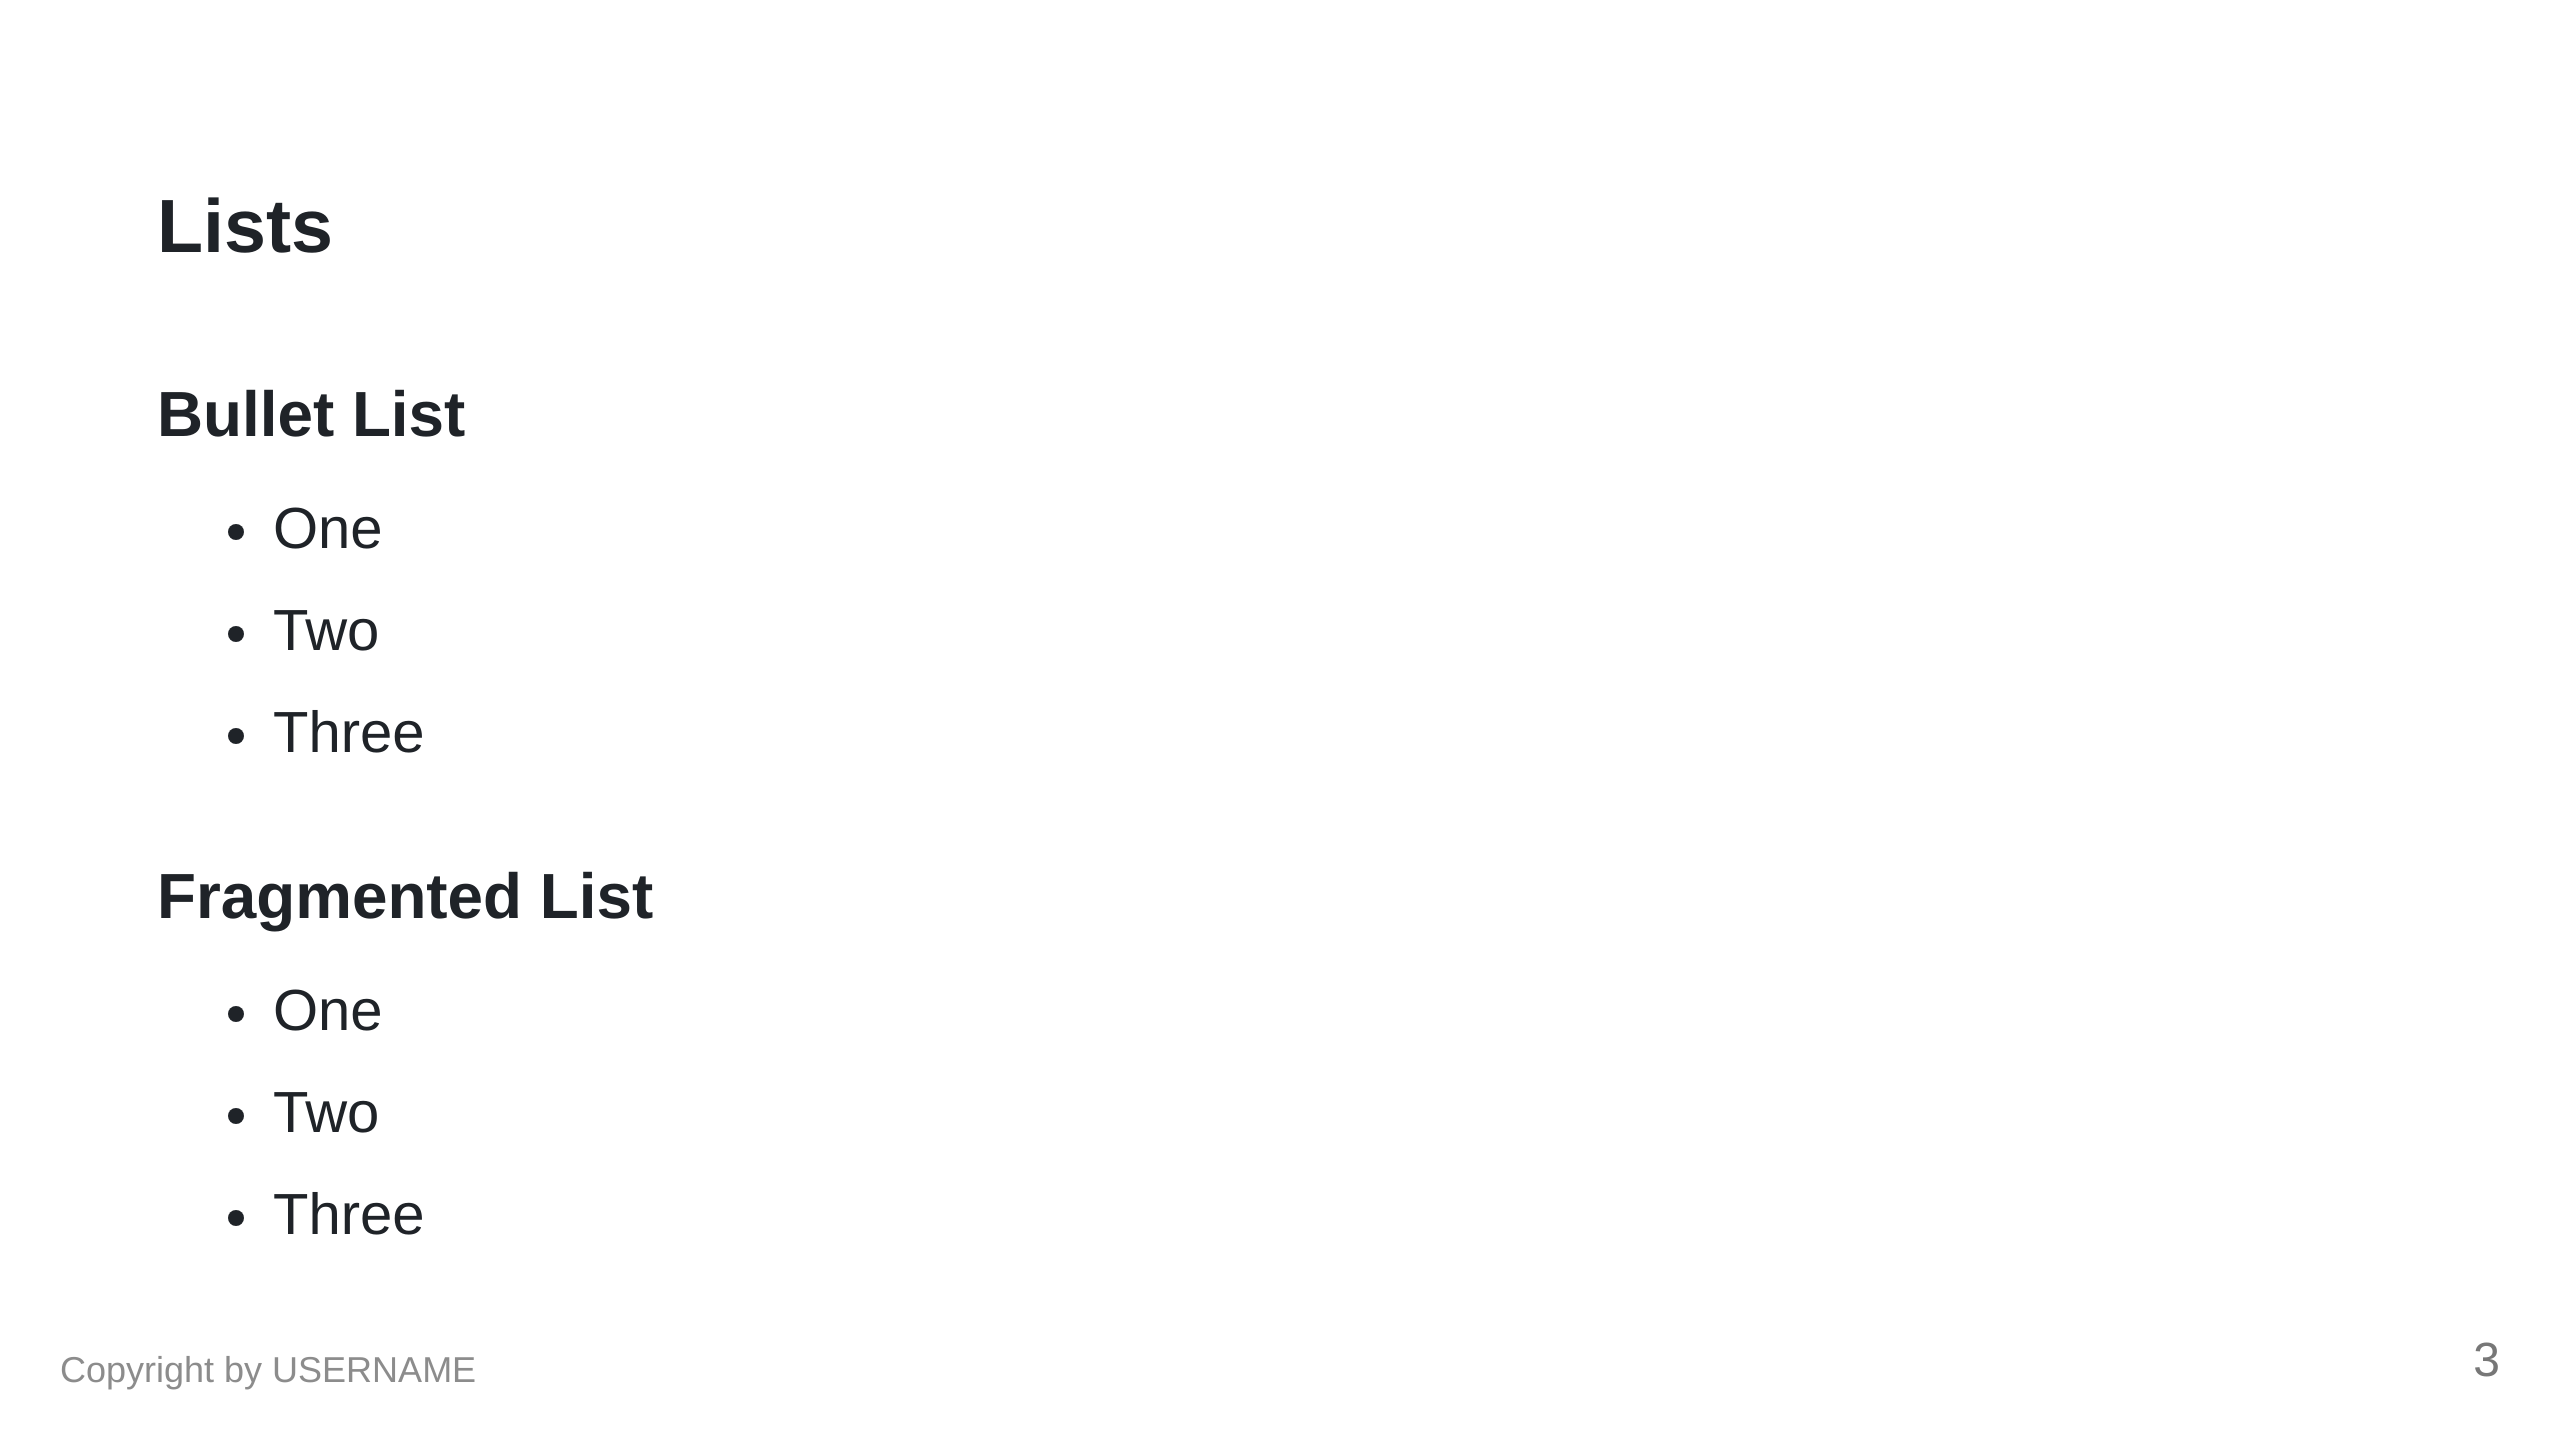 Lists
Bullet List
• One
• Two
• Three
Fragmented List
• One
• Two
• Three
Copyright by USERNAME
3